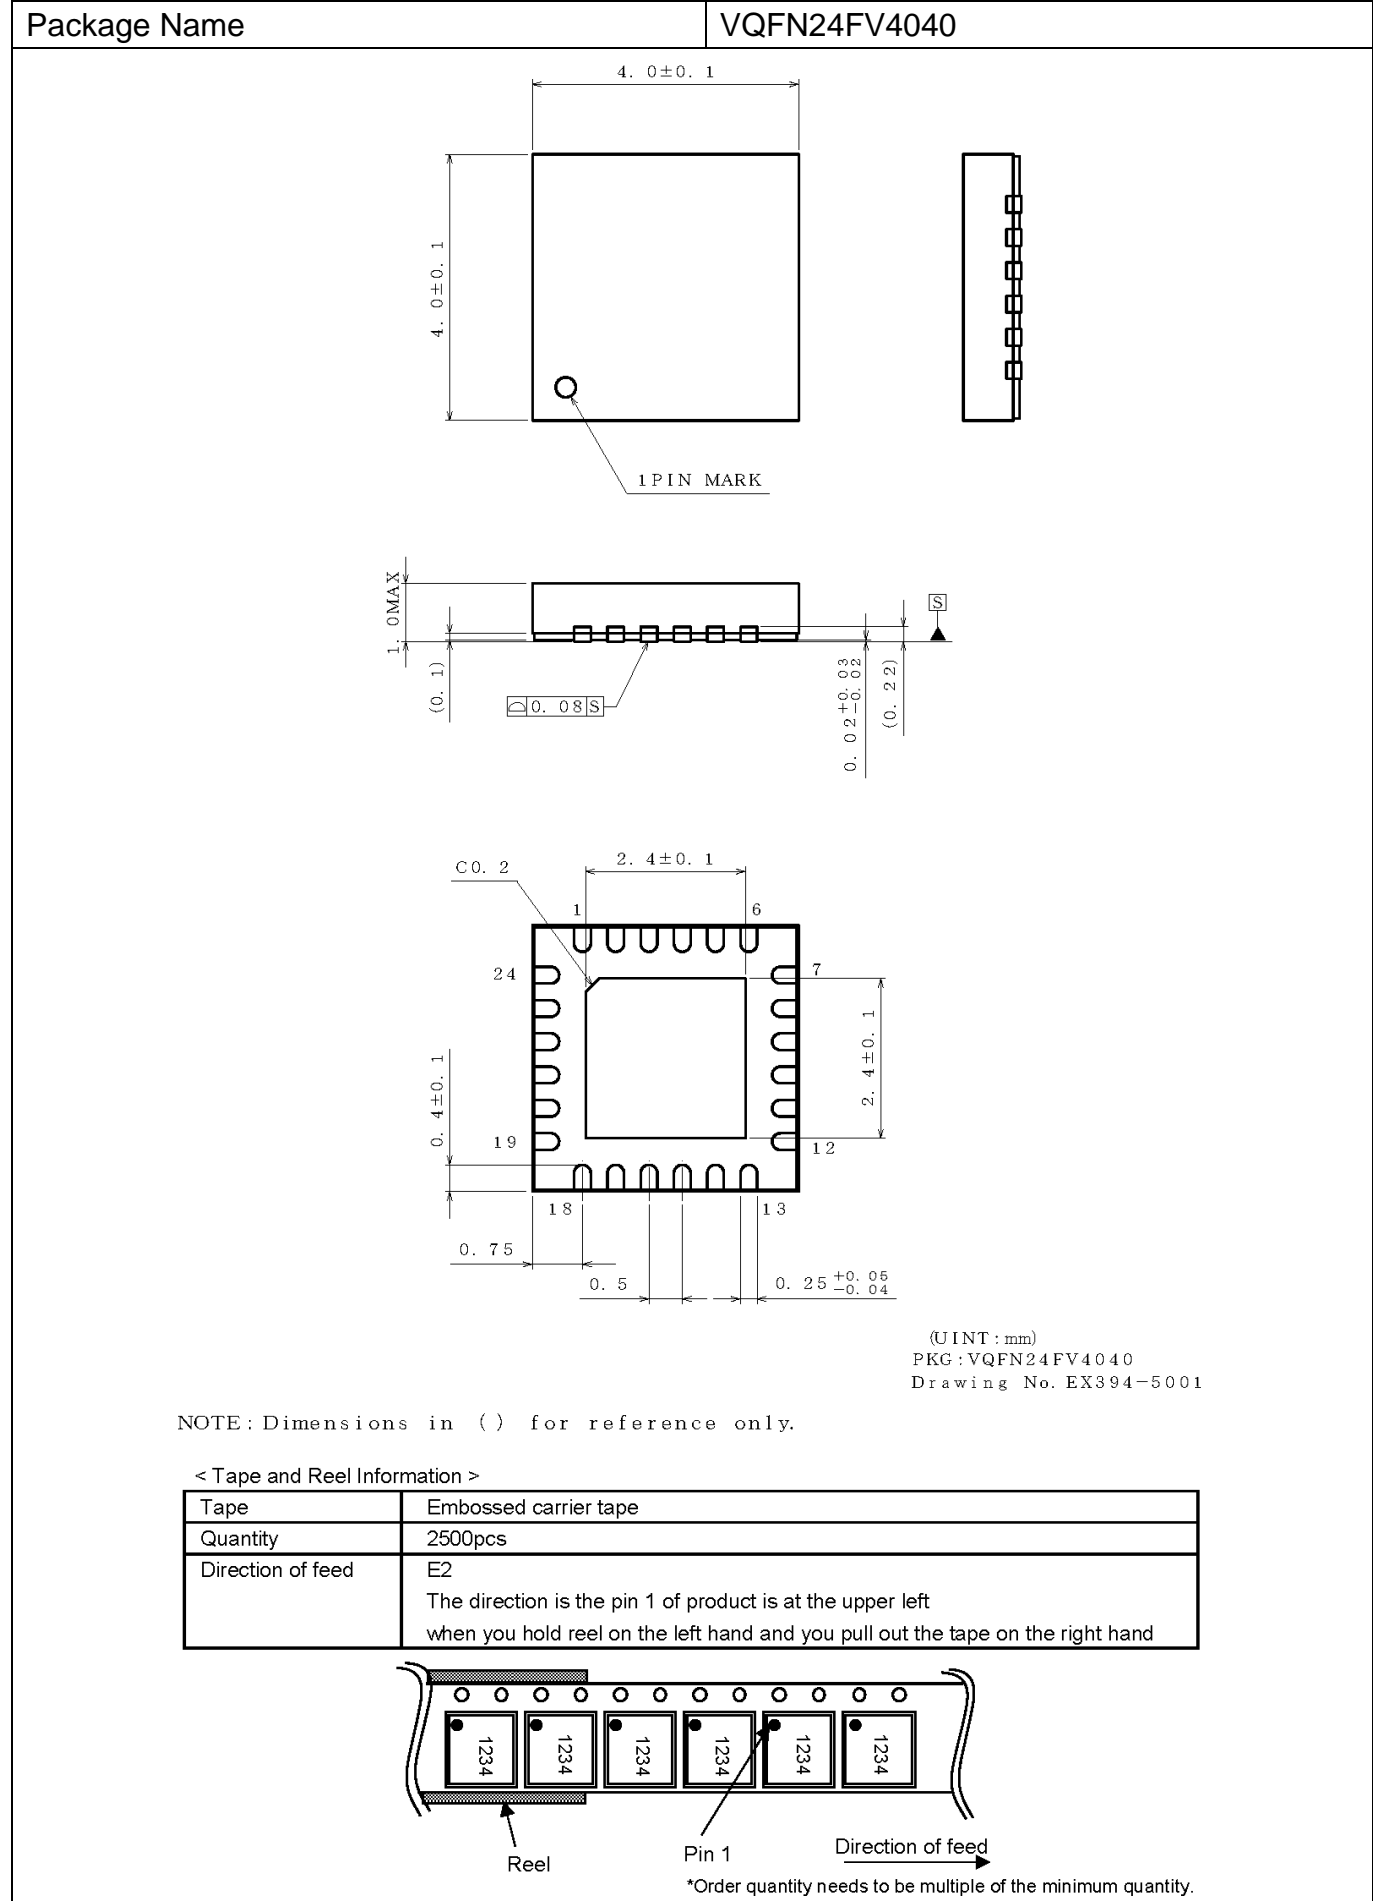 Package Name
VQFN24FV4040
4. 0±0. 1
4. 0±0. 1
1PIN MARK
1. 0MAX
(0. 1)
⌓ 0. 08 S
S
0. 02 +0. 03 −0. 02
(0. 22)
C0. 2
2. 4±0. 1
1
6
24
7
2. 4±0. 1
0. 4±0. 1
19
12
18
13
0. 75
0. 5
0. 25 +0. 05 −0. 04
(UINT:mm)
PKG:VQFN24FV4040
Drawing No. EX394−5001
NOTE:Dimensions in () for reference only.
< Tape and Reel Information >
Tape
Embossed carrier tape
Quantity
2500pcs
Direction of feed
E2
The direction is the pin 1 of product is at the upper left
when you hold reel on the left hand and you pull out the tape on the right hand
1234 1234 1234 1234 1234 1234
Reel
Pin 1
Direction of feed
*Order quantity needs to be multiple of the minimum quantity.